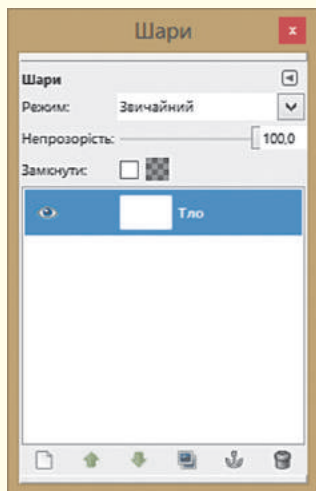 Шари
x
Шари
Режим: Звичайний
Непрозорість: 100,0
Замкнути:
Тло